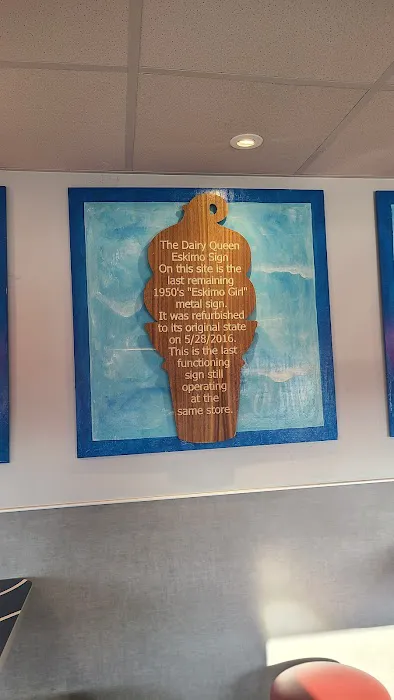 The Dairy Queen
Eskimo Sign
On this site is the
last remaining
1950's "Eskimo Girl"
metal sign.
It was refurbished
to its original state
on 5/28/2016.
This is the last
functioning
sign still
operating
at the
same store.